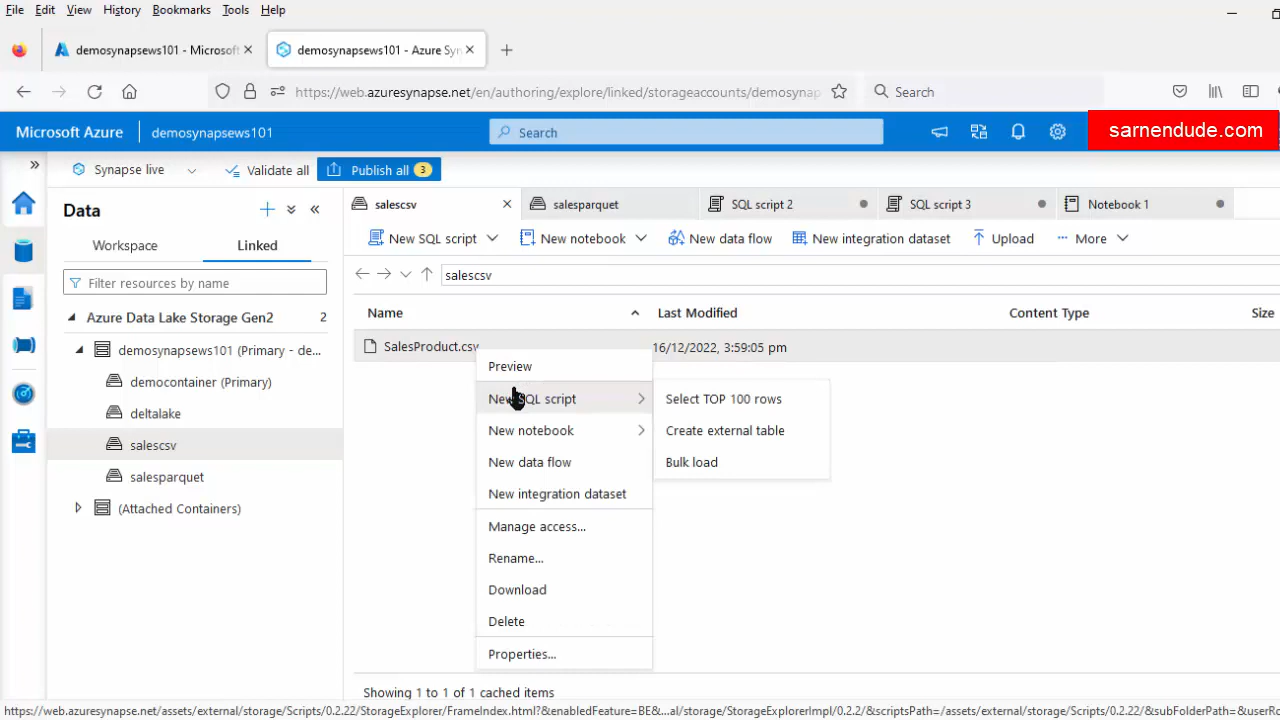 File Edit View History Bookmarks Tools Help
demosynapsews101 - Microsoft
demosynapsews101 - Azure Syn
https://web.azuresynapse.net/en/authoring/explore/linked/storageaccounts/demosynap
Search
Microsoft Azure demosynapsews101
Search
sarnendude.com
Synapse live Validate all Publish all 3
Data
Workspace Linked
Filter resources by name
Azure Data Lake Storage Gen2 2
demosynapsews101 (Primary - de...
democontainer (Primary)
deltalake
salescsv
salesparquet
(Attached Containers)
salescsv salesparquet SQL script 2 SQL script 3 Notebook 1
New SQL script New notebook New data flow New integration dataset Upload More
salescsv
Name Last Modified Content Type Size
SalesProduct.csv 16/12/2022, 3:59:05 pm
Preview
New SQL script
New notebook
New data flow
New integration dataset
Manage access...
Rename...
Download
Delete
Properties...
Select TOP 100 rows
Create external table
Bulk load
Showing 1 to 1 of 1 cached items
https://web.azuresynapse.net/assets/external/storage/Scripts/0.2.22/StorageExplorer/FrameIndex.html?&enabledFeature=BE&...al/storage/StorageExplorerImpl/0.2.2/&scriptsPath=/assets/external/storage/Scripts/0.2.22/&subFolderPath=&userRo